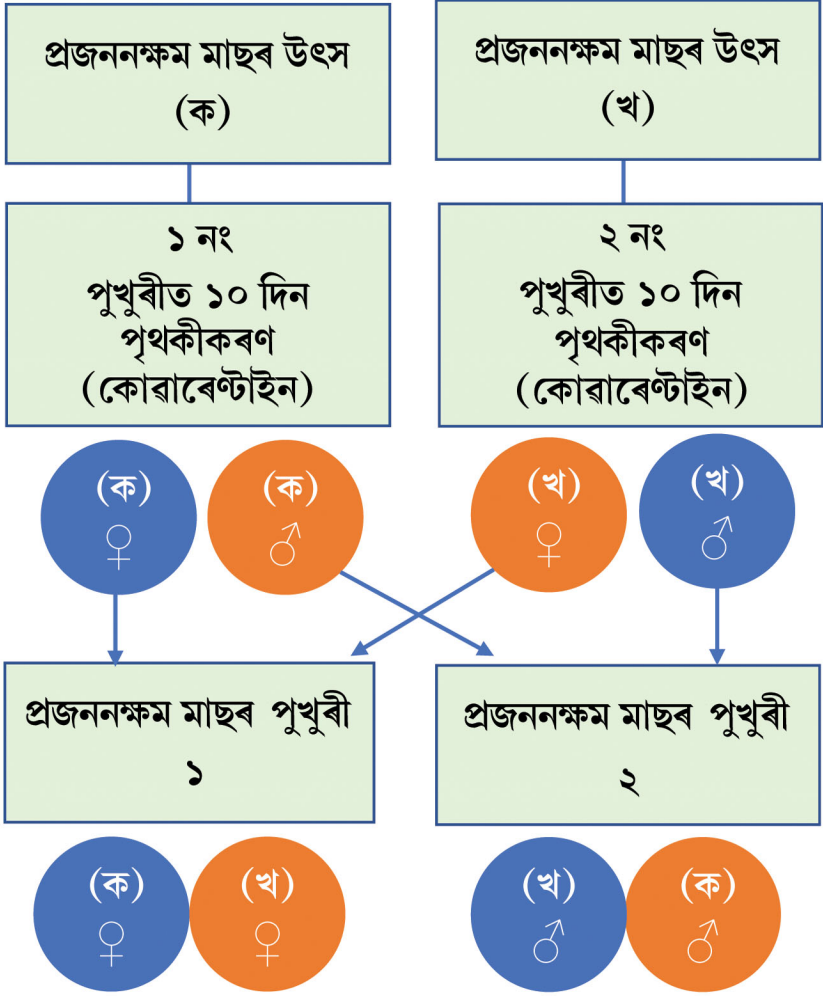 প্ৰজননক্ষম মাছৰ উৎস
(ক)
প্ৰজননক্ষম মাছৰ উৎস
(খ)
১ নং
পুখুৰীত ১০ দিন
পৃথকীকৰণ
(কোৱাৰেণ্টাইন)
২ নং
পুখুৰীত ১০ দিন
পৃথকীকৰণ
(কোৱাৰেণ্টাইন)
(ক)
♀
(ক)
♂
(খ)
♀
(খ)
♂
প্ৰজননক্ষম মাছৰ পুখুৰী
১
প্ৰজননক্ষম মাছৰ পুখুৰী
২
(ক)
♀
(খ)
♀
(খ)
♂
(ক)
♂